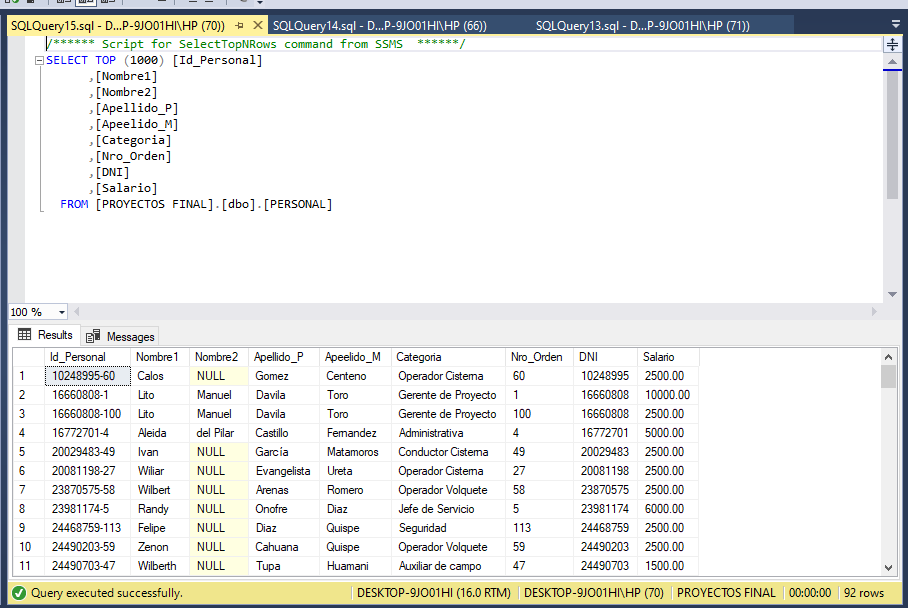 SQLQuery15.sql - D...P-9JO01HI\HP (70)) SQLQuery14.sql - D...P-9JO01HI\HP (66)) SQLQuery13.sql - D...P-9JO01HI\HP (71))
/****** Script for SelectTopNRows command from SSMS ******/
SELECT TOP (1000) [Id_Personal]
,[Nombre1]
,[Nombre2]
,[Apellido_P]
,[Apeelido_M]
,[Categoria]
,[Nro_Orden]
,[DNI]
,[Salario]
FROM [PROYECTOS FINAL].[dbo].[PERSONAL]
100 %
Results Messages
Id_Personal Nombre1 Nombre2 Apellido_P Apeelido_M Categoria Nro_Orden DNI Salario
1 10248995-60 Calos NULL Gomez Centeno Operador Cisterna 60 10248995 2500.00
2 16660808-1 Lito Manuel Davila Toro Gerente de Proyecto 1 16660808 10000.00
3 16660808-100 Lito Manuel Davila Toro Gerente de Proyecto 100 16660808 2500.00
4 16772701-4 Aleida del Pilar Castillo Fernandez Administrativa 4 16772701 5000.00
5 20029483-49 Ivan NULL García Matamoros Conductor Cisterna 49 20029483 2500.00
6 20081198-27 Wiliar NULL Evangelista Ureta Operador Cisterna 27 20081198 2500.00
7 23870575-58 Wilbert NULL Arenas Romero Operador Volquete 58 23870575 2500.00
8 23981174-5 Randy NULL Onofre Diaz Jefe de Servicio 5 23981174 6000.00
9 24468759-113 Felipe NULL Diaz Quispe Seguridad 113 24468759 2500.00
10 24490203-59 Zenon NULL Cahuana Quispe Operador Volquete 59 24490203 2500.00
11 24490703-47 Wilberth NULL Tupa Huamani Auxiliar de campo 47 24490703 1500.00
Query executed successfully. DESKTOP-9JO01HI (16.0 RTM) DESKTOP-9JO01HI\HP (70) PROYECTOS FINAL 00:00:00 92 rows